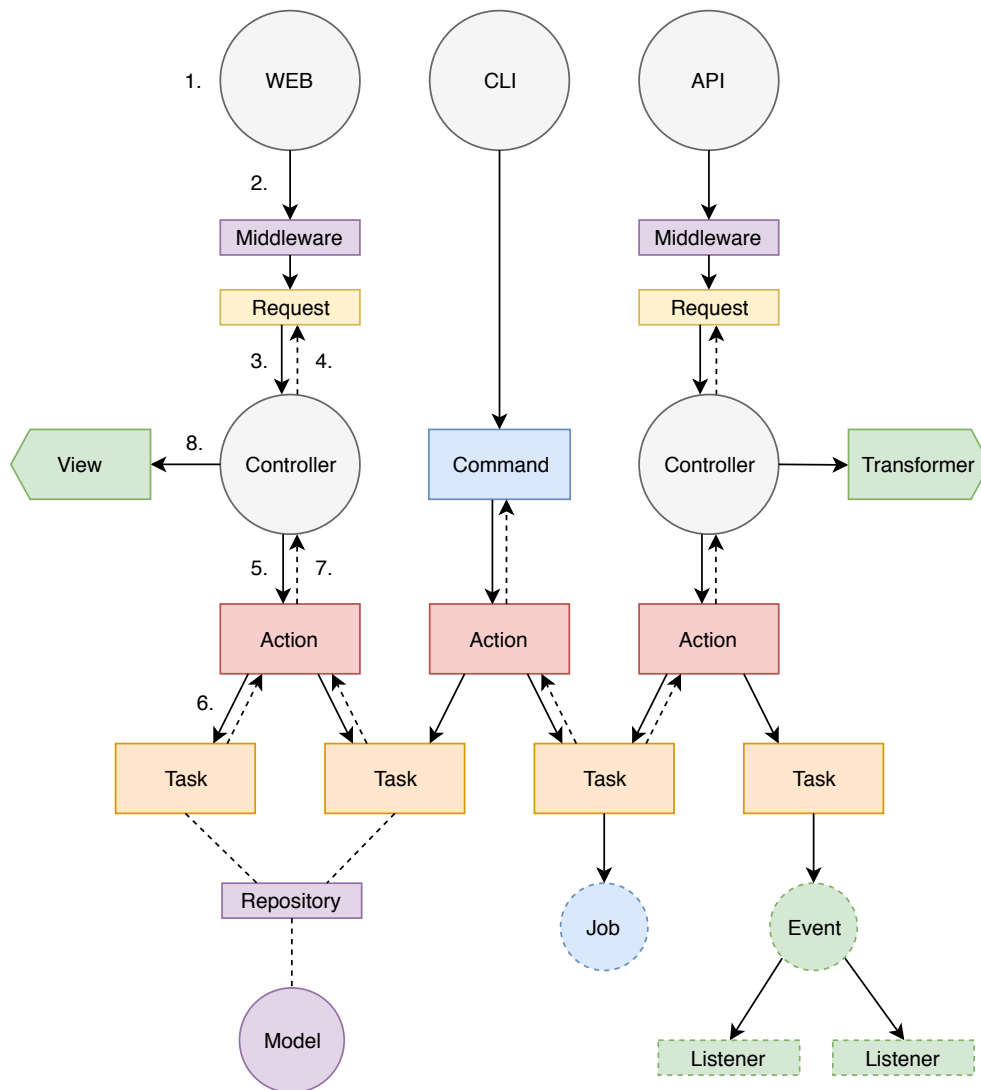 1.
WEB
CLI
API
2.
Middleware
Middleware
Request
Request
3.
4.
View
8.
Controller
Command
Controller
Transformer
5.
7.
Action
Action
Action
6.
Task
Task
Task
Task
Repository
Job
Event
Model
Listener
Listener